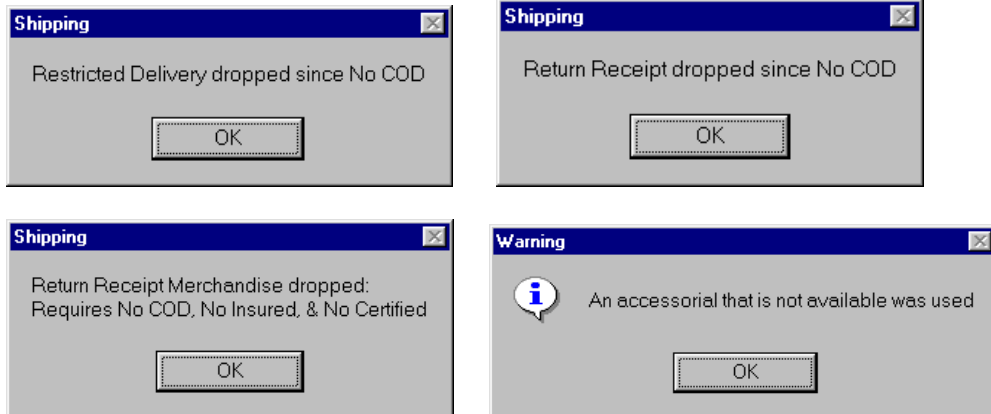 Shipping
Restricted Delivery dropped since No COD
OK
Shipping
Return Receipt dropped since No COD
OK
Shipping
Return Receipt Merchandise dropped:
Requires No COD, No Insured, & No Certified
OK
Warning
An accessorial that is not available was used
OK